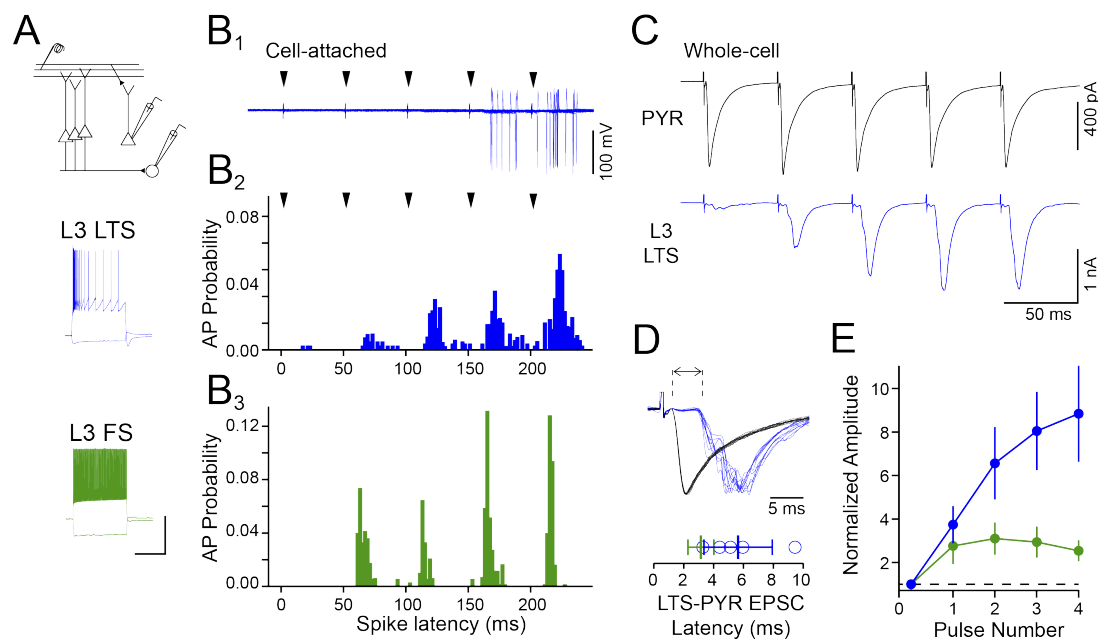 A
L3 LTS
L3 FS
B1
Cell-attached
100 mV
B2
AP Probability
0.08
0.04
0.00
0
50
100
150
200
B3
AP Probability
0.12
0.08
0.04
0.00
0
50
100
150
200
Spike latency (ms)
C
Whole-cell
PYR
400 pA
L3
LTS
1 nA
50 ms
D
5 ms
0
2
4
6
8
10
LTS-PYR EPSC
Latency (ms)
E
Normalized Amplitude
10
8
6
4
2
0
1
2
3
4
Pulse Number